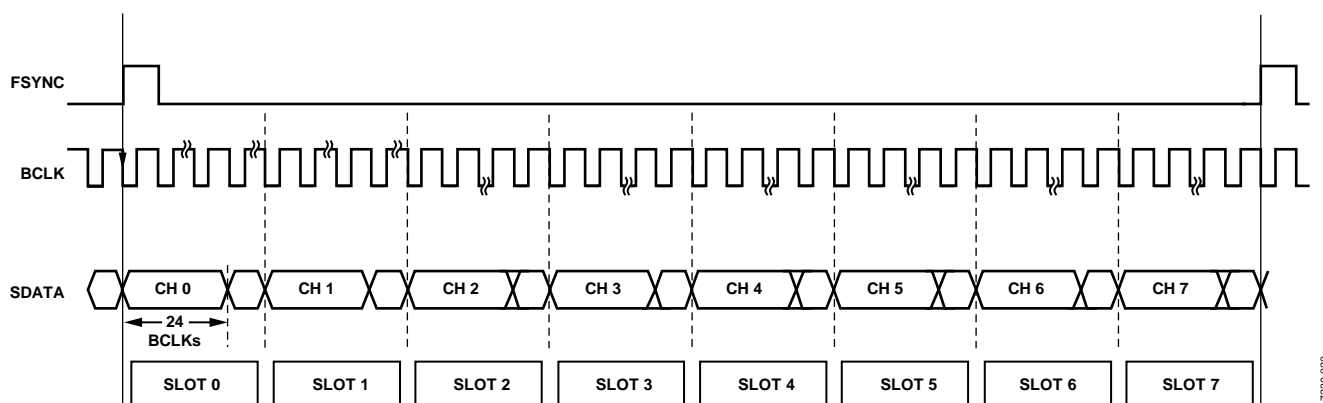 FSYNC
BCLK
SDATA
CH 0
CH 1
CH 2
CH 3
CH 4
CH 5
CH 6
CH 7
24
BCLKs
SLOT 0
SLOT 1
SLOT 2
SLOT 3
SLOT 4
SLOT 5
SLOT 6
SLOT 7